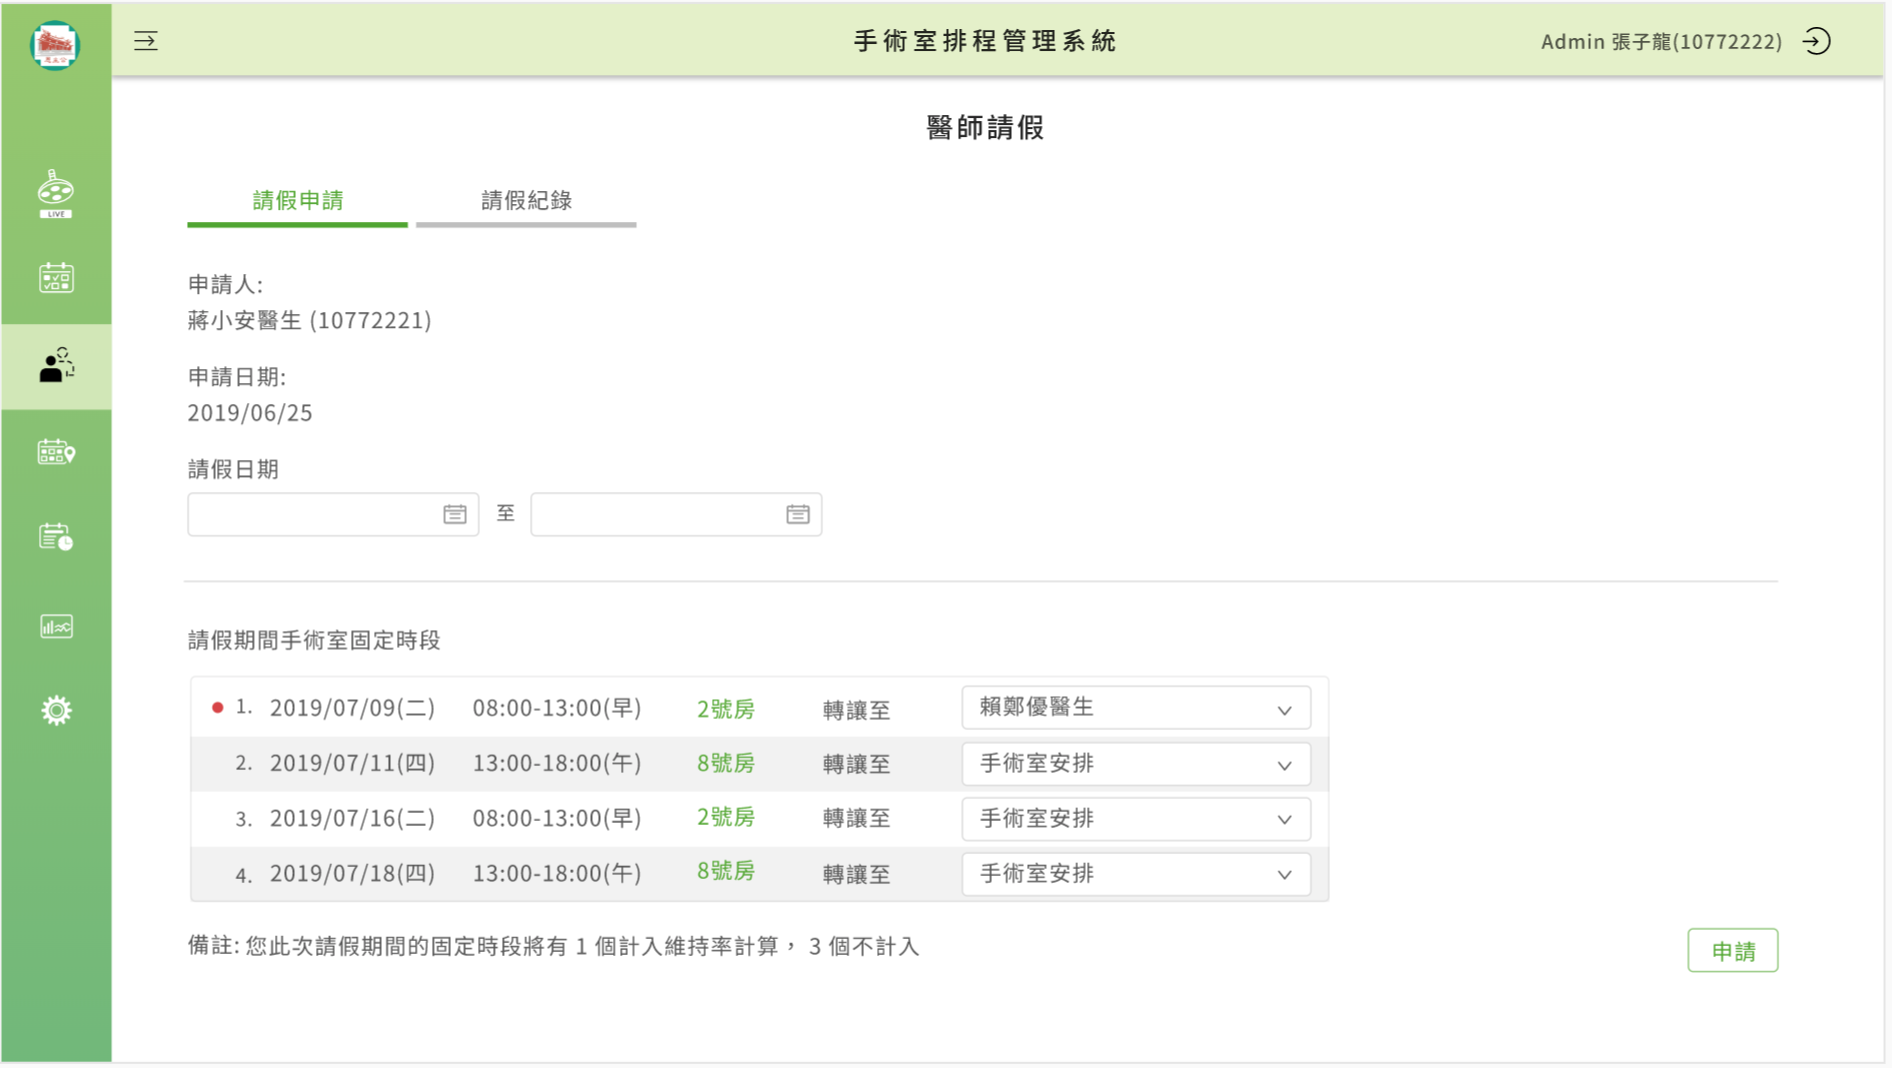 手術室排程管理系統
Admin 張子龍(10772222)
醫師請假
請假申請
請假紀錄
LIVE
申請人:
蔣小安醫生 (10772221)
申請日期:
2019/06/25
請假日期
至
請假期間手術室固定時段
1. 2019/07/09(二) 08:00-13:00(早) 2號房 轉讓至 賴鄭優醫生
2. 2019/07/11(四) 13:00-18:00(午) 8號房 轉讓至 手術室安排
3. 2019/07/16(二) 08:00-13:00(早) 2號房 轉讓至 手術室安排
4. 2019/07/18(四) 13:00-18:00(午) 8號房 轉讓至 手術室安排
備註: 您此次請假期間的固定時段將有 1 個計入維持率計算， 3 個不計入
申請